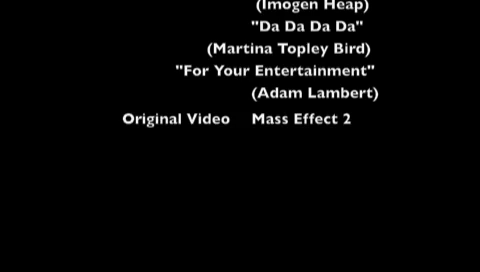 (Imogen Heap)
"Da Da Da Da"
(Martina Topley Bird)
"For Your Entertainment"
(Adam Lambert)
Original Video Mass Effect 2